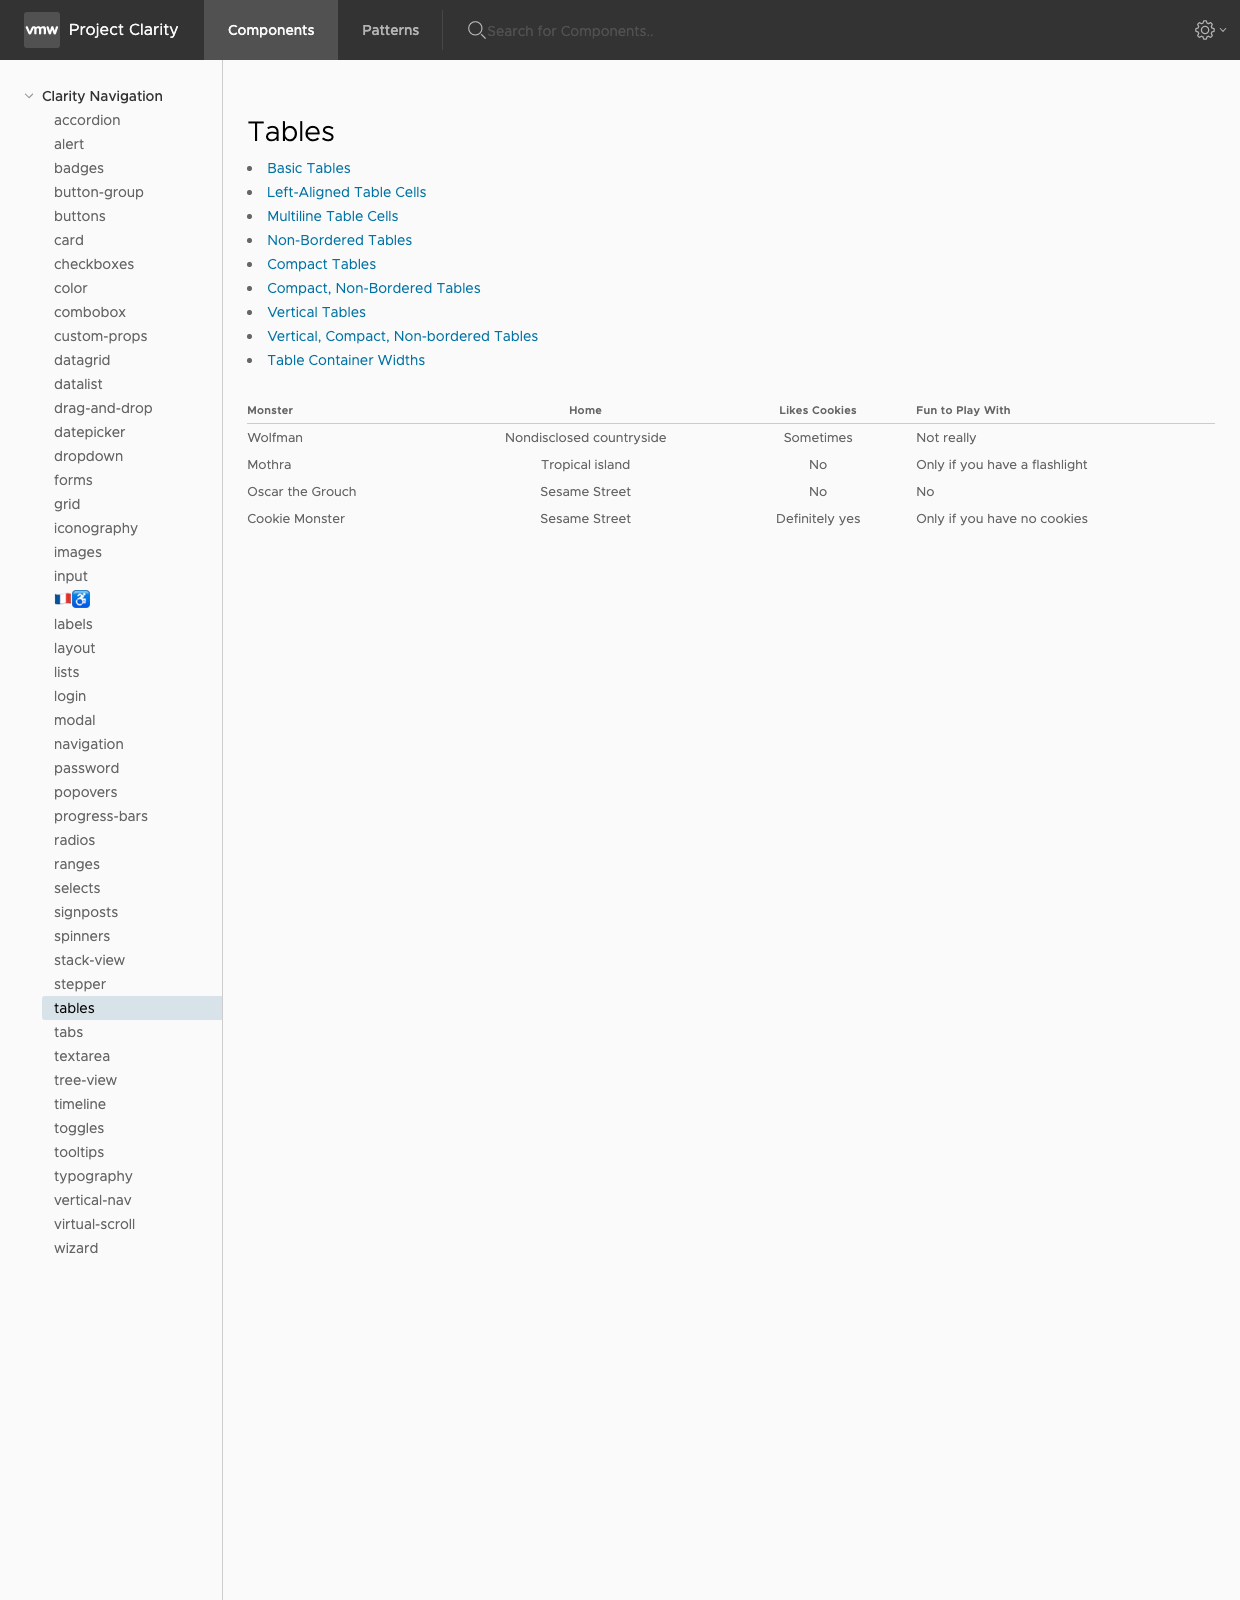 vmw Project Clarity Components Patterns Search for Components..
Clarity Navigation
accordion
alert
badges
button-group
buttons
card
checkboxes
color
combobox
custom-props
datagrid
datalist
drag-and-drop
datepicker
dropdown
forms
grid
iconography
images
input
🇫🇷♿
labels
layout
lists
login
modal
navigation
password
popovers
progress-bars
radios
ranges
selects
signposts
spinners
stack-view
stepper
tables
tabs
textarea
tree-view
timeline
toggles
tooltips
typography
vertical-nav
virtual-scroll
wizard
Tables
Basic Tables
Left-Aligned Table Cells
Multiline Table Cells
Non-Bordered Tables
Compact Tables
Compact, Non-Bordered Tables
Vertical Tables
Vertical, Compact, Non-bordered Tables
Table Container Widths
Monster Home Likes Cookies Fun to Play With
Wolfman Nondisclosed countryside Sometimes Not really
Mothra Tropical island No Only if you have a flashlight
Oscar the Grouch Sesame Street No No
Cookie Monster Sesame Street Definitely yes Only if you have no cookies